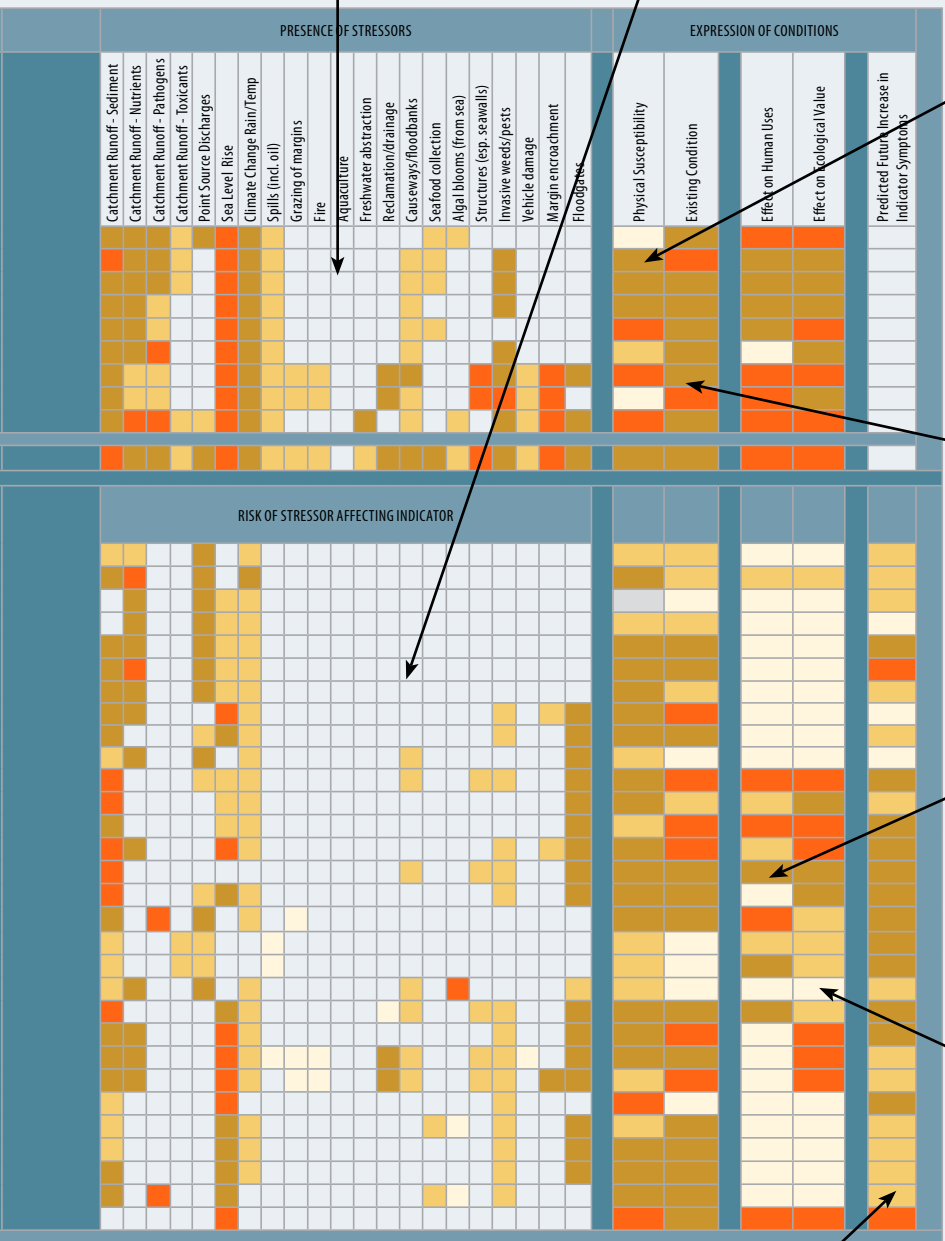 PRESENCE OF STRESSORS
EXPRESSION OF CONDITIONS
Catchment Runoff - Sediment
Catchment Runoff - Nutrients
Catchment Runoff - Pathogens
Catchment Runoff - Toxicants
Point Source Discharges
Sea Level Rise
Climate Change Rain/Temp
Spills (incl. oil)
Grazing of margins
Fire
Aquaculture
Freshwater abstraction
Reclamation/drainage
Causeways/floodbanks
Seafood collection
Algal blooms (from sea)
Structures (esp. seawalls)
Invasive weeds/pests
Vehicle damage
Margin encroachment
Floodgates
Physical Susceptibility
Existing Condition
Effect on Human Uses
Effect on Ecological Value
Predicted Future Increase in
Indicator Symptoms
RISK OF STRESSOR AFFECTING INDICATOR